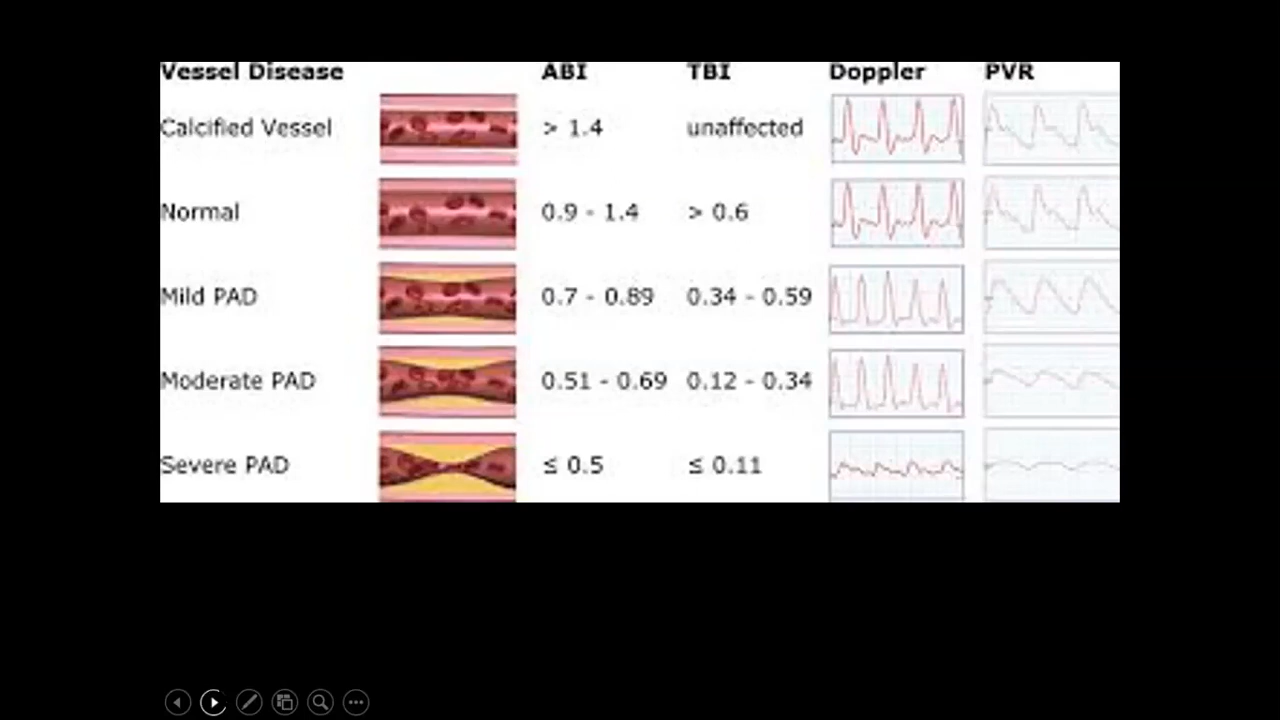 Vessel Disease ABI TBI Doppler PVR
Calcified Vessel > 1.4 unaffected
Normal 0.9 - 1.4 > 0.6
Mild PAD 0.7 - 0.89 0.34 - 0.59
Moderate PAD 0.51 - 0.69 0.12 - 0.34
Severe PAD ≤ 0.5 ≤ 0.11